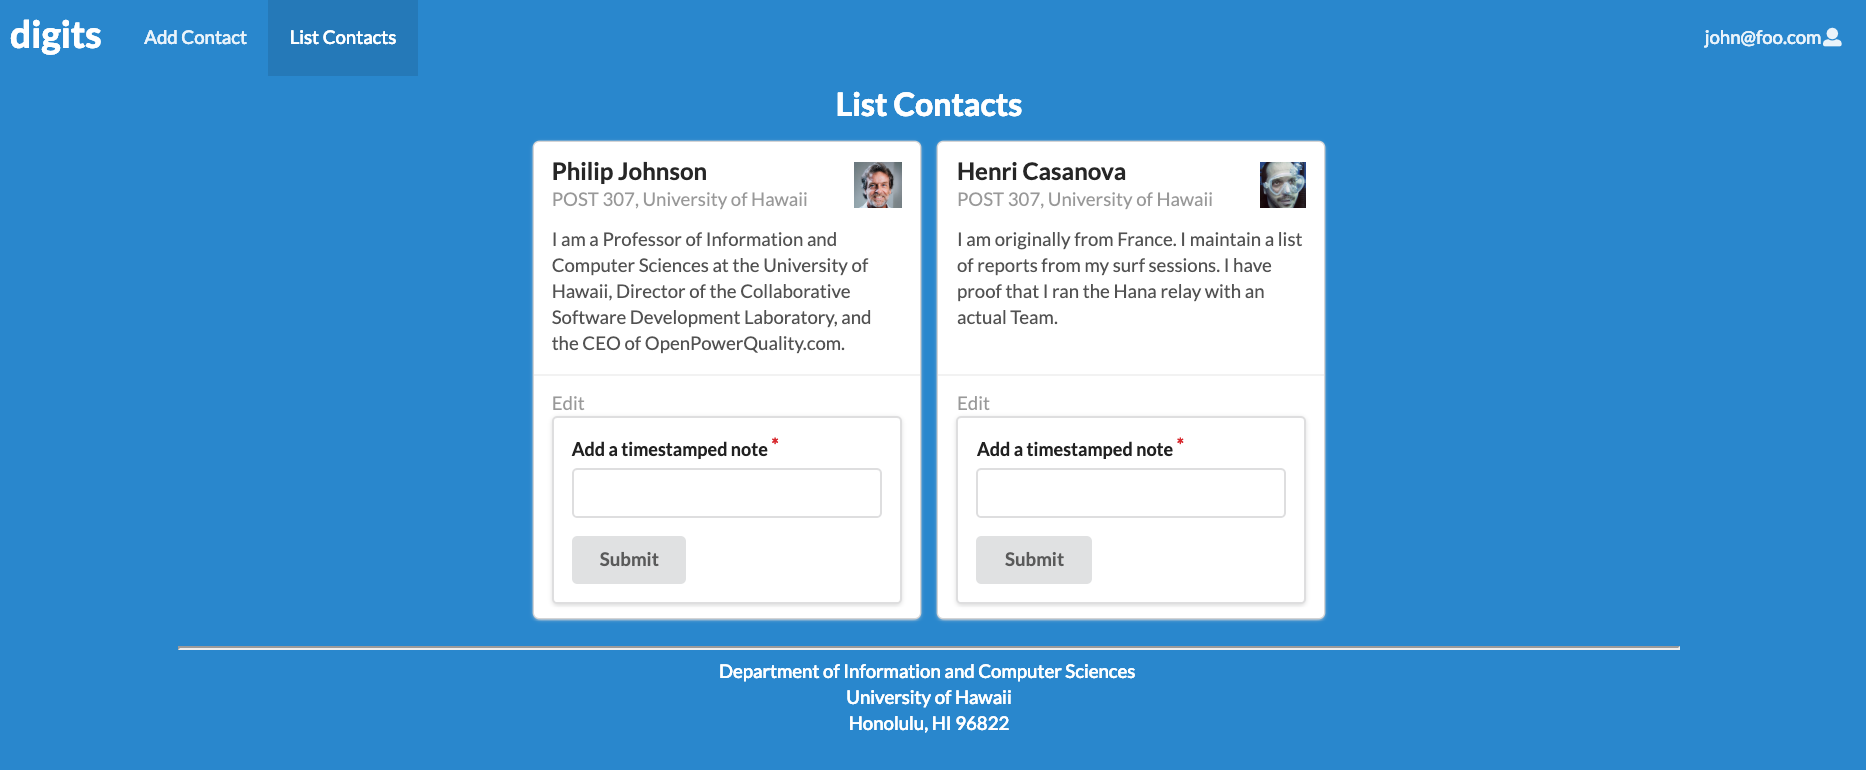 digits
Add Contact
List Contacts
john@foo.com
List Contacts
Philip Johnson
POST 307, University of Hawaii
I am a Professor of Information and
Computer Sciences at the University of
Hawaii, Director of the Collaborative
Software Development Laboratory, and
the CEO of OpenPowerQuality.com.
Edit
Add a timestamped note *
Submit
Henri Casanova
POST 307, University of Hawaii
I am originally from France. I maintain a list
of reports from my surf sessions. I have
proof that I ran the Hana relay with an
actual Team.
Edit
Add a timestamped note *
Submit
Department of Information and Computer Sciences
University of Hawaii
Honolulu, HI 96822